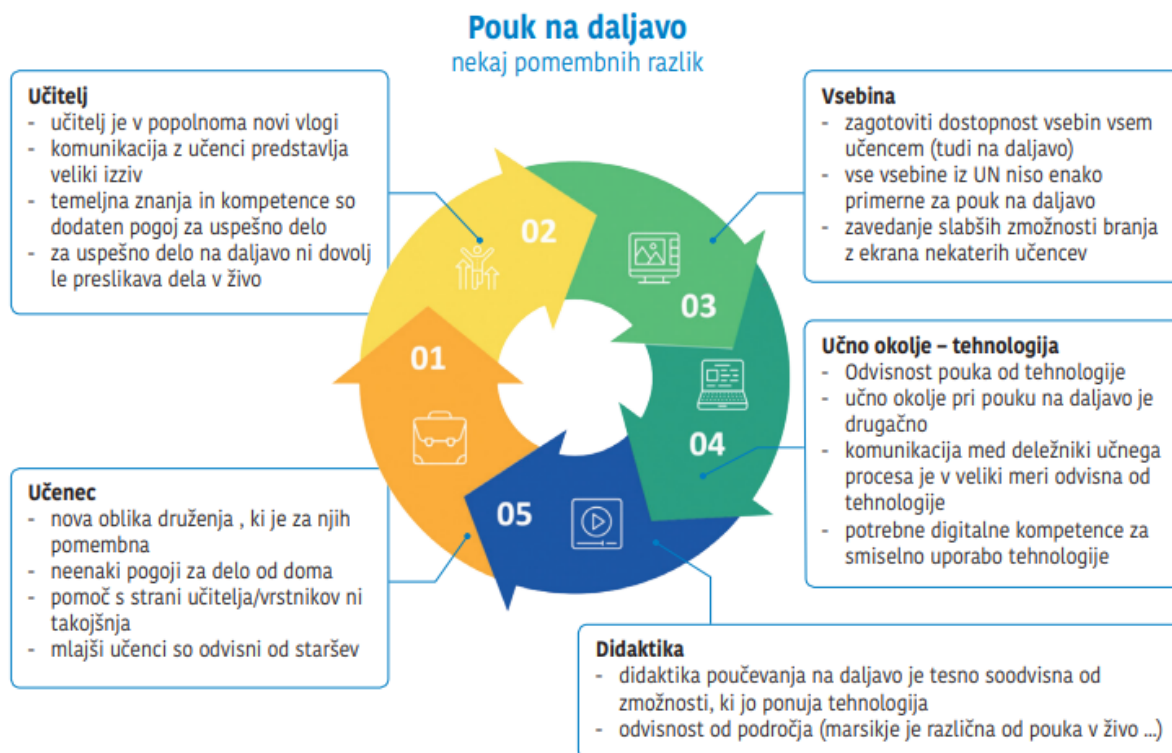 Pouk na daljavo
nekaj pomembnih razlik
Učitelj
- učitelj je v popolnoma novi vlogi
- komunikacija z učenci predstavlja
veliki izziv
- temeljna znanja in kompetence so
dodaten pogoj za uspešno delo
- za uspešno delo na daljavo ni dovolj
le preslikava dela v živo
Vsebina
- zagotoviti dostopnost vsebin vsem
učencem (tudi na daljavo)
- vse vsebine iz UN niso enako
primerne za pouk na daljavo
- zavedanje slabših zmožnosti branja
z ekrana nekaterih učencev
02
03
01
04
05
Učno okolje – tehnologija
- Odvisnost pouka od tehnologije
- učno okolje pri pouku na daljavo je
drugačno
- komunikacija med deležniki učnega
procesa je v veliki meri odvisna od
tehnologije
- potrebne digitalne kompetence za
smiselno uporabo tehnologije
Učenec
- nova oblika druženja , ki je za njih
pomembna
- neenaki pogoji za delo od doma
- pomoč s strani učitelja/vrstnikov ni
takojšnja
- mlajši učenci so odvisni od staršev
Didaktika
- didaktika poučevanja na daljavo je tesno soodvisna od
zmožnosti, ki jo ponuja tehnologija
- odvisnost od področja (marsikje je različna od pouka v živo ...)